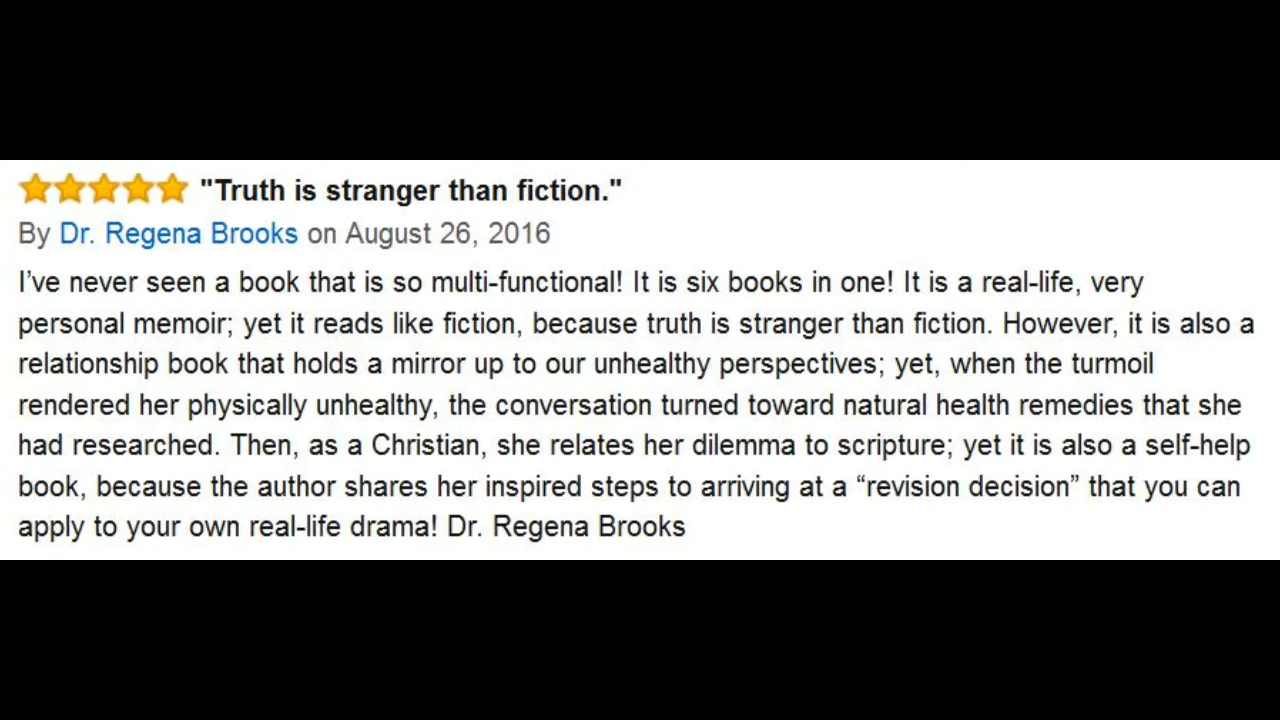 "Truth is stranger than fiction."
By Dr. Regena Brooks on August 26, 2016
I’ve never seen a book that is so multi-functional! It is six books in one! It is a real-life, very
personal memoir; yet it reads like fiction, because truth is stranger than fiction. However, it is also a
relationship book that holds a mirror up to our unhealthy perspectives; yet, when the turmoil
rendered her physically unhealthy, the conversation turned toward natural health remedies that she
had researched. Then, as a Christian, she relates her dilemma to scripture; yet it is also a self-help
book, because the author shares her inspired steps to arriving at a “revision decision” that you can
apply to your own real-life drama! Dr. Regena Brooks